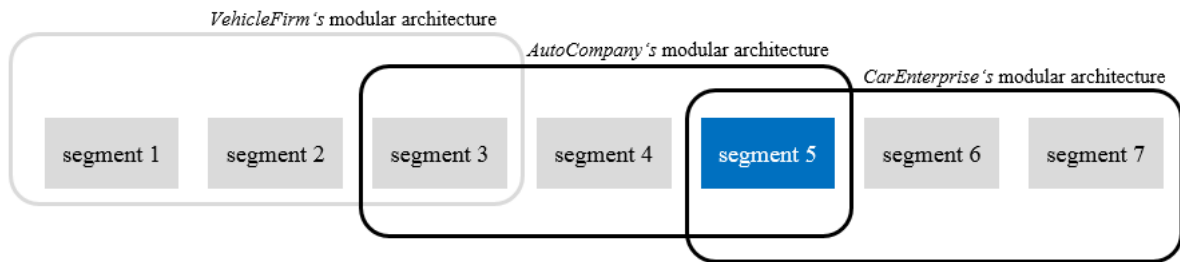 VehicleFirm‘s modular architecture
AutoCompany‘s modular architecture
CarEnterprise‘s modular architecture
segment 1
segment 2
segment 3
segment 4
segment 5
segment 6
segment 7